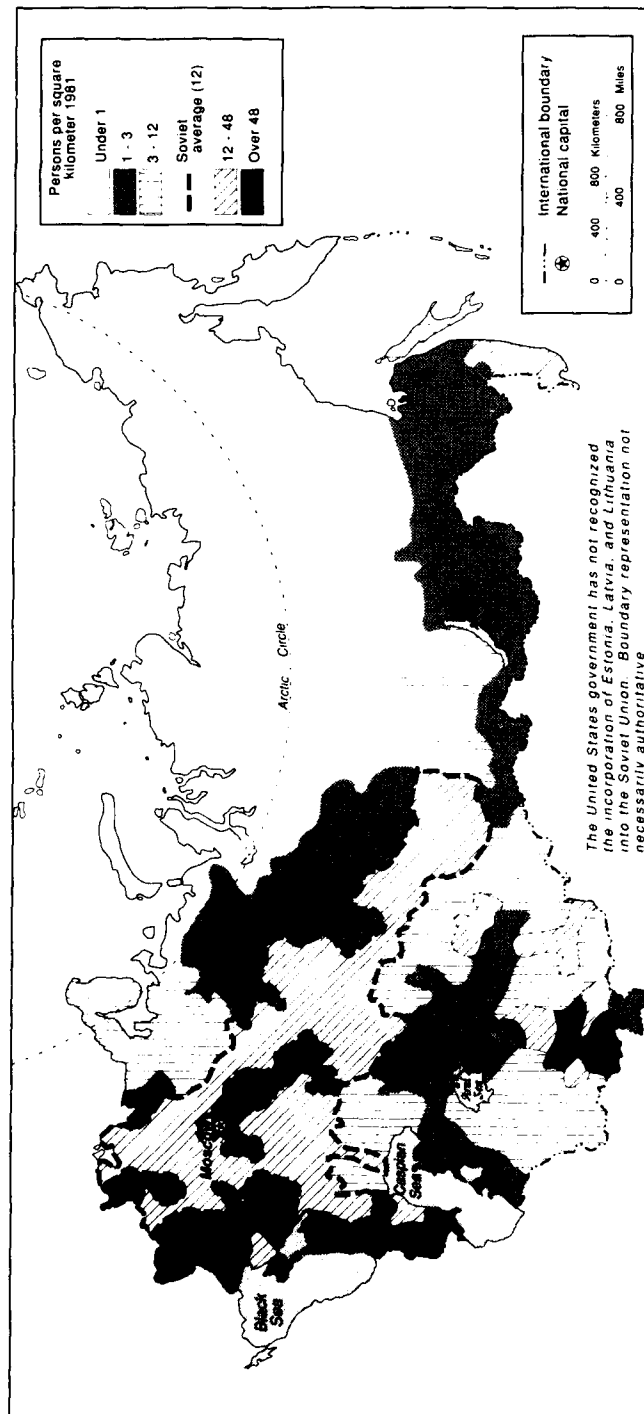 Persons per square
kilometer 1981
Under 1
1 - 3
3 - 12
Soviet
average (12)
12 - 48
Over 48
Arctic Circle
Moscow
Black
Sea
Caspian
Sea
Aral
Sea
The United States government has not recognized
the incorporation of Estonia, Latvia, and Lithuania
into the Soviet Union. Boundary representation not
necessarily authoritative
International boundary
National capital
0 400 800 Kilometers
0 400 800 Miles